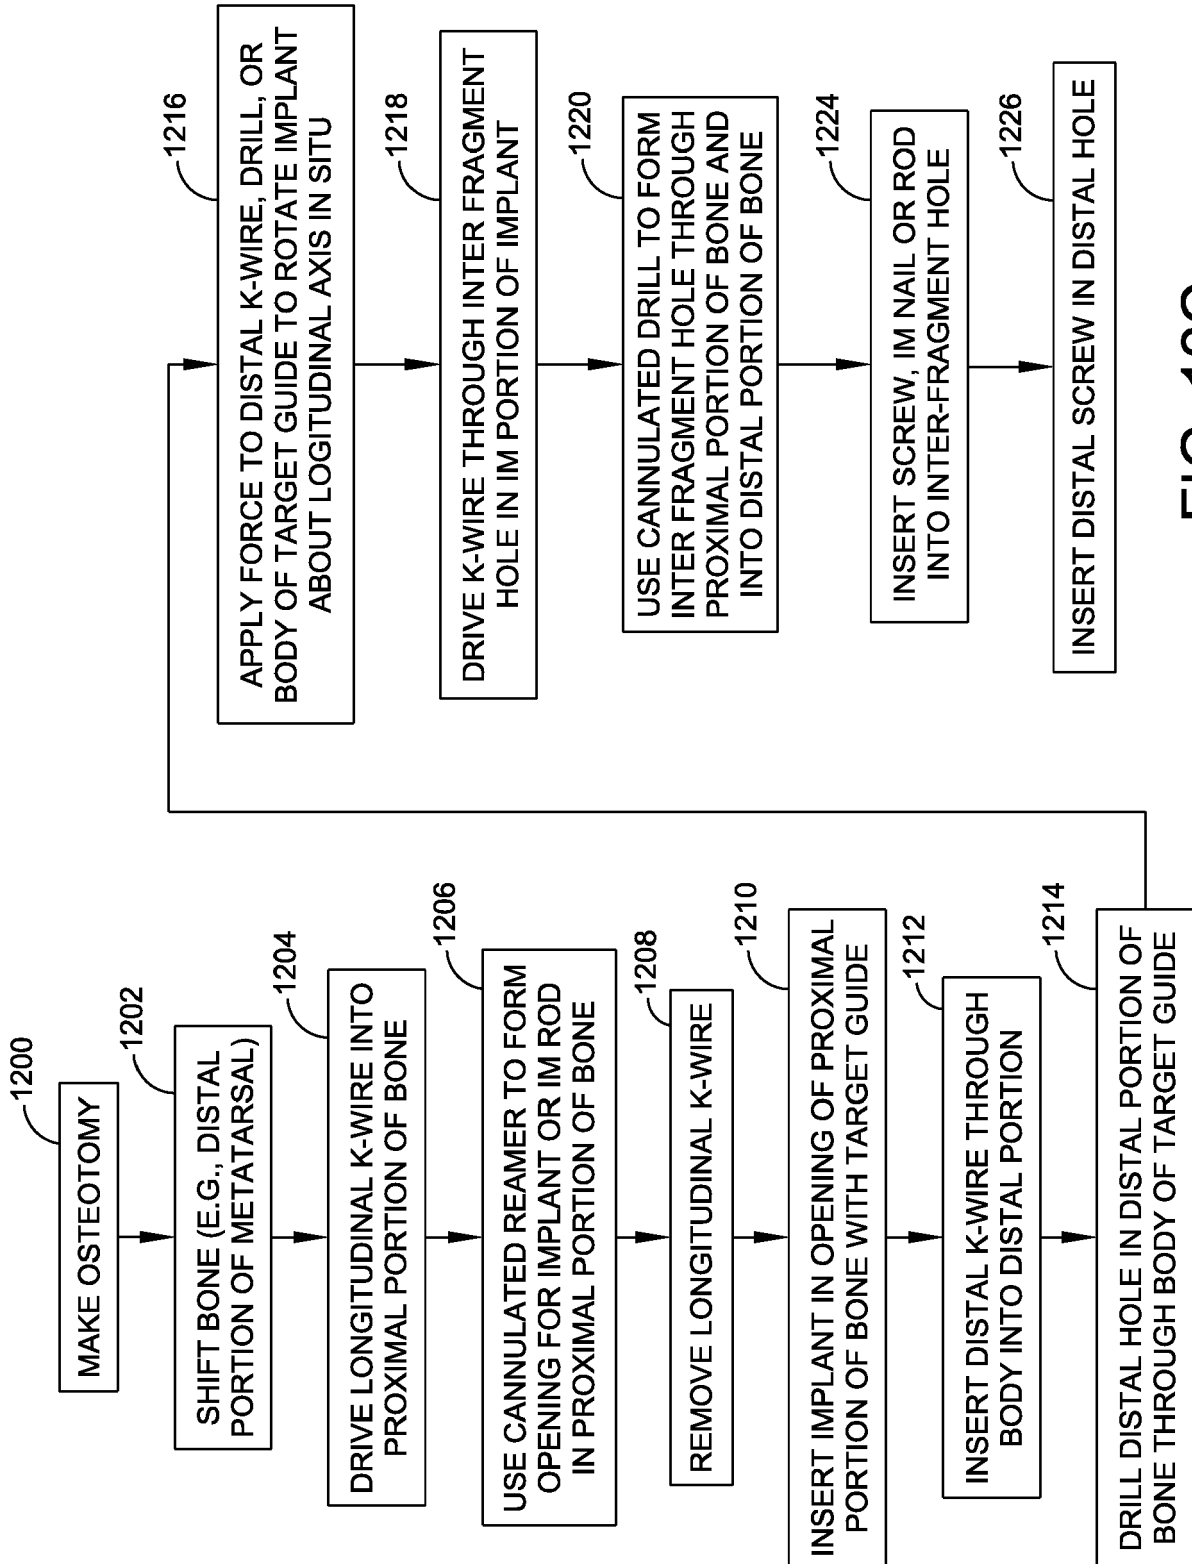 1200
MAKE OSTEOTOMY
1202
SHIFT BONE (E.G., DISTAL
PORTION OF METATARSAL)
1204
DRIVE LONGITUDINAL K-WIRE INTO
PROXIMAL PORTION OF BONE
1206
USE CANNULATED REAMER TO FORM
OPENING FOR IMPLANT OR IM ROD
IN PROXIMAL PORTION OF BONE
1208
REMOVE LONGITUDINAL K-WIRE
1210
INSERT IMPLANT IN OPENING OF PROXIMAL
PORTION OF BONE WITH TARGET GUIDE
1212
INSERT DISTAL K-WIRE THROUGH
BODY INTO DISTAL PORTION
1214
DRILL DISTAL HOLE IN DISTAL PORTION OF
BONE THROUGH BODY OF TARGET GUIDE
1216
APPLY FORCE TO DISTAL K-WIRE, DRILL, OR
BODY OF TARGET GUIDE TO ROTATE IMPLANT
ABOUT LOGITUDINAL AXIS IN SITU
1218
DRIVE K-WIRE THROUGH INTER FRAGMENT
HOLE IN IM PORTION OF IMPLANT
1220
USE CANNULATED DRILL TO FORM
INTER FRAGMENT HOLE THROUGH
PROXIMAL PORTION OF BONE AND
INTO DISTAL PORTION OF BONE
1224
INSERT SCREW, IM NAIL OR ROD
INTO INTER-FRAGMENT HOLE
1226
INSERT DISTAL SCREW IN DISTAL HOLE